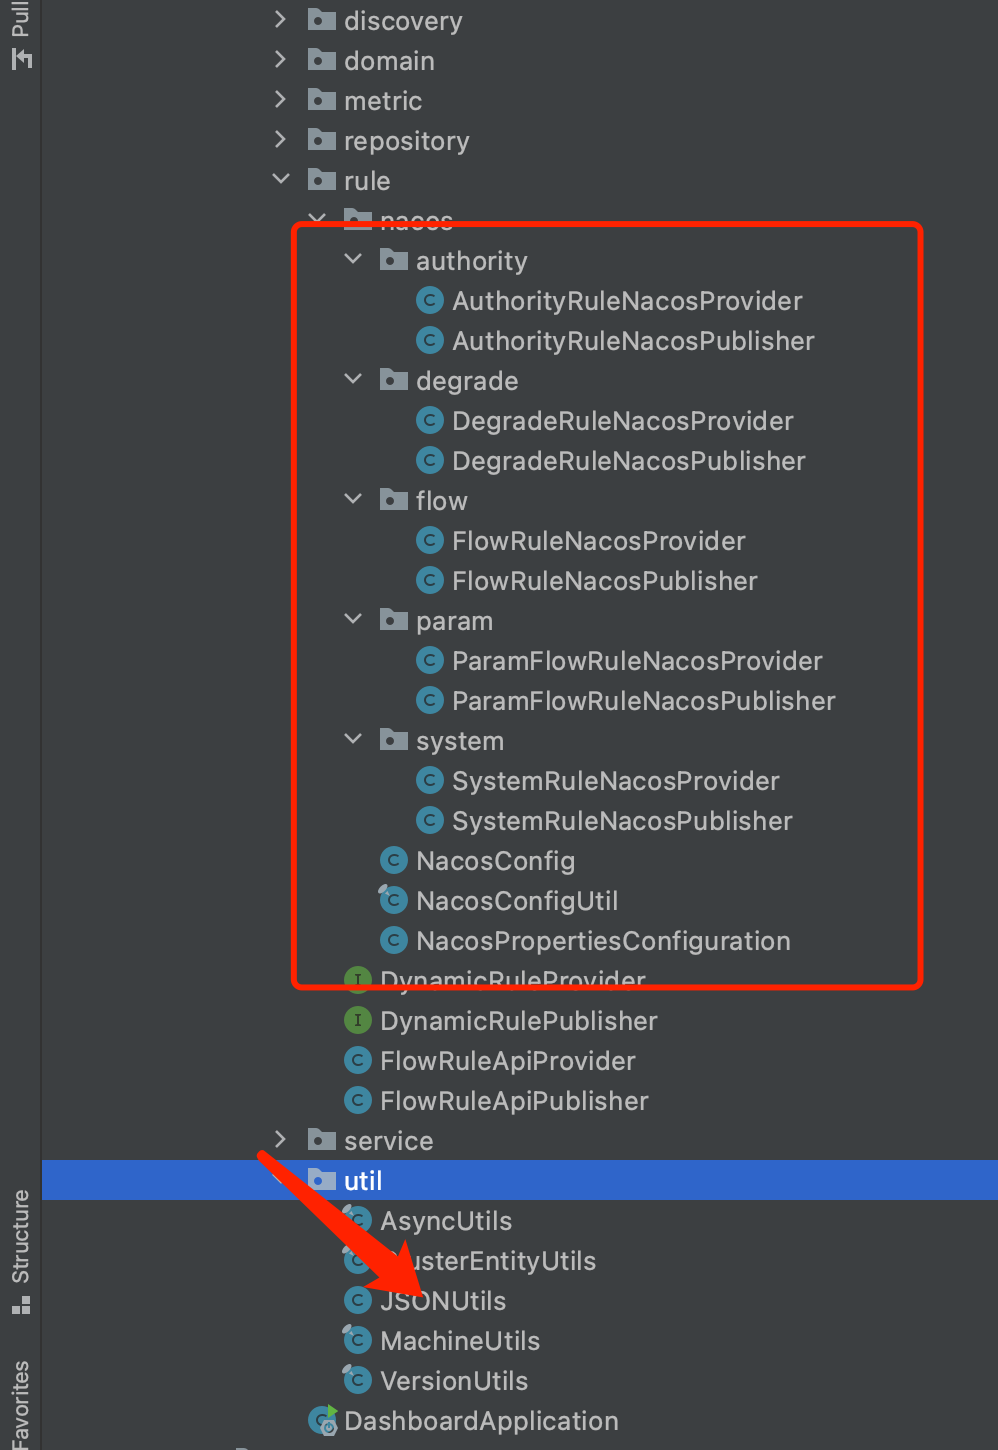 Pull
discovery
domain
metric
repository
rule
nacos
authority
AuthorityRuleNacosProvider
AuthorityRuleNacosPublisher
degrade
DegradeRuleNacosProvider
DegradeRuleNacosPublisher
flow
FlowRuleNacosProvider
FlowRuleNacosPublisher
param
ParamFlowRuleNacosProvider
ParamFlowRuleNacosPublisher
system
SystemRuleNacosProvider
SystemRuleNacosPublisher
NacosConfig
NacosConfigUtil
NacosPropertiesConfiguration
DynamicRuleProvider
DynamicRulePublisher
FlowRuleApiProvider
FlowRuleApiPublisher
service
util
AsyncUtils
ClusterEntityUtils
JSONUtils
MachineUtils
VersionUtils
DashboardApplication
Structure
Favorites